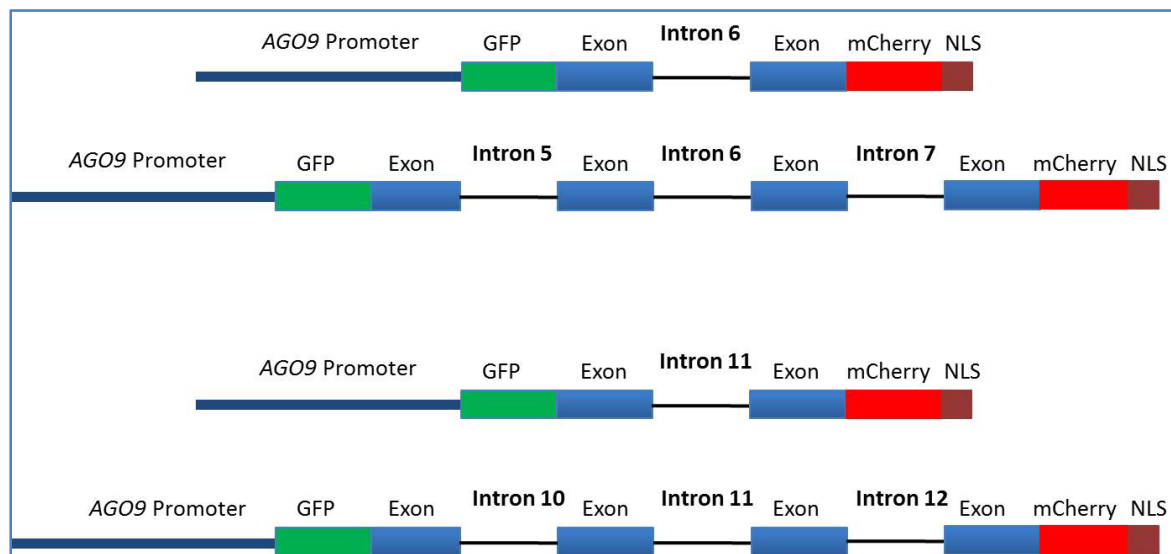 AGO9 Promoter GFP Exon Intron 6 Exon mCherry NLS
AGO9 Promoter GFP Exon Intron 5 Exon Intron 6 Exon Intron 7 Exon mCherry NLS
AGO9 Promoter GFP Exon Intron 11 Exon mCherry NLS
AGO9 Promoter GFP Exon Intron 10 Exon Intron 11 Exon Intron 12 Exon mCherry NLS